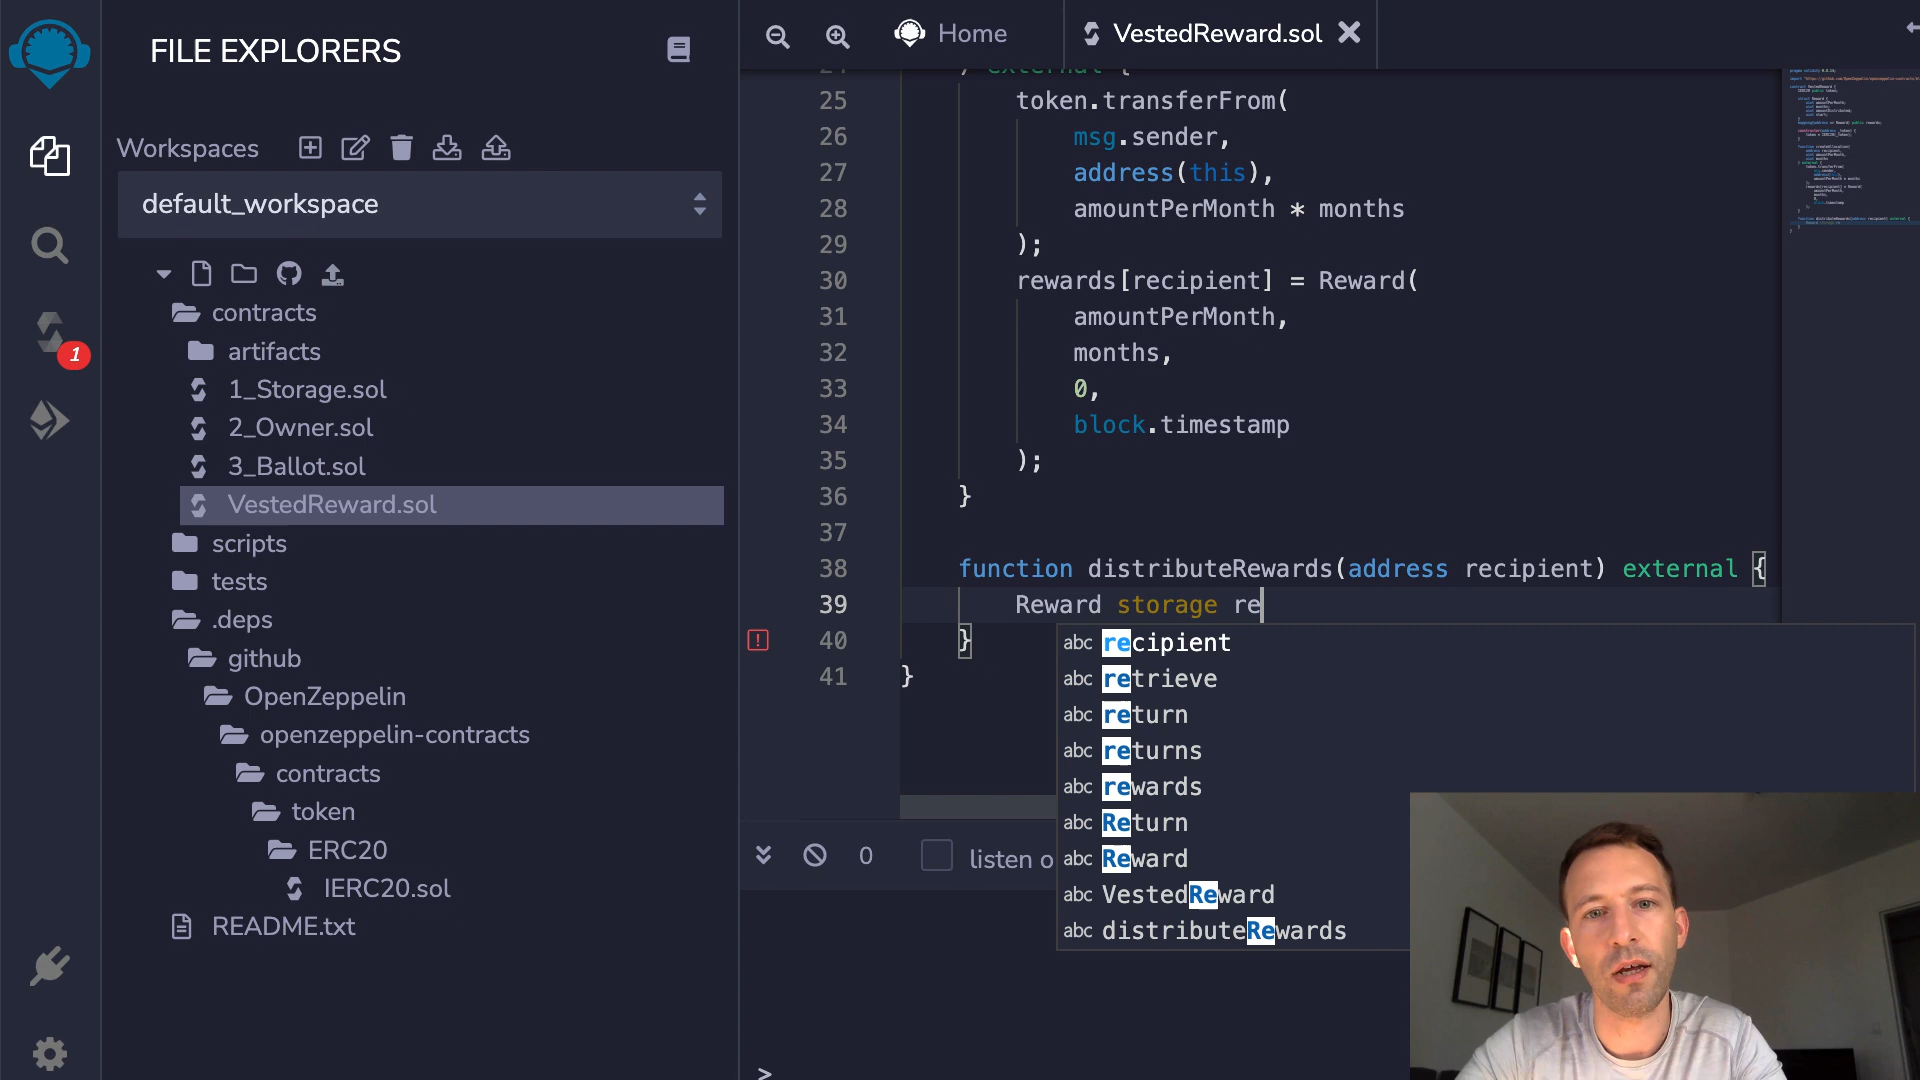 FILE EXPLORERS
Workspaces
default_workspace
contracts
artifacts
1_Storage.sol
2_Owner.sol
3_Ballot.sol
VestedReward.sol
scripts
tests
.deps
github
OpenZeppelin
openzeppelin-contracts
contracts
token
ERC20
IERC20.sol
README.txt
1
Home
VestedReward.sol
24 ) external {
25 token.transferFrom(
26 msg.sender,
27 address(this),
28 amountPerMonth * months
29 );
30 rewards[recipient] = Reward(
31 amountPerMonth,
32 months,
33 0,
34 block.timestamp
35 );
36 }
37
38 function distributeRewards(address recipient) external {
39 Reward storage re
40 }
41 }
abc recipient
abc retrieve
abc return
abc returns
abc rewards
abc Return
abc Reward
abc VestedReward
abc distributeRewards
0 listen o
>